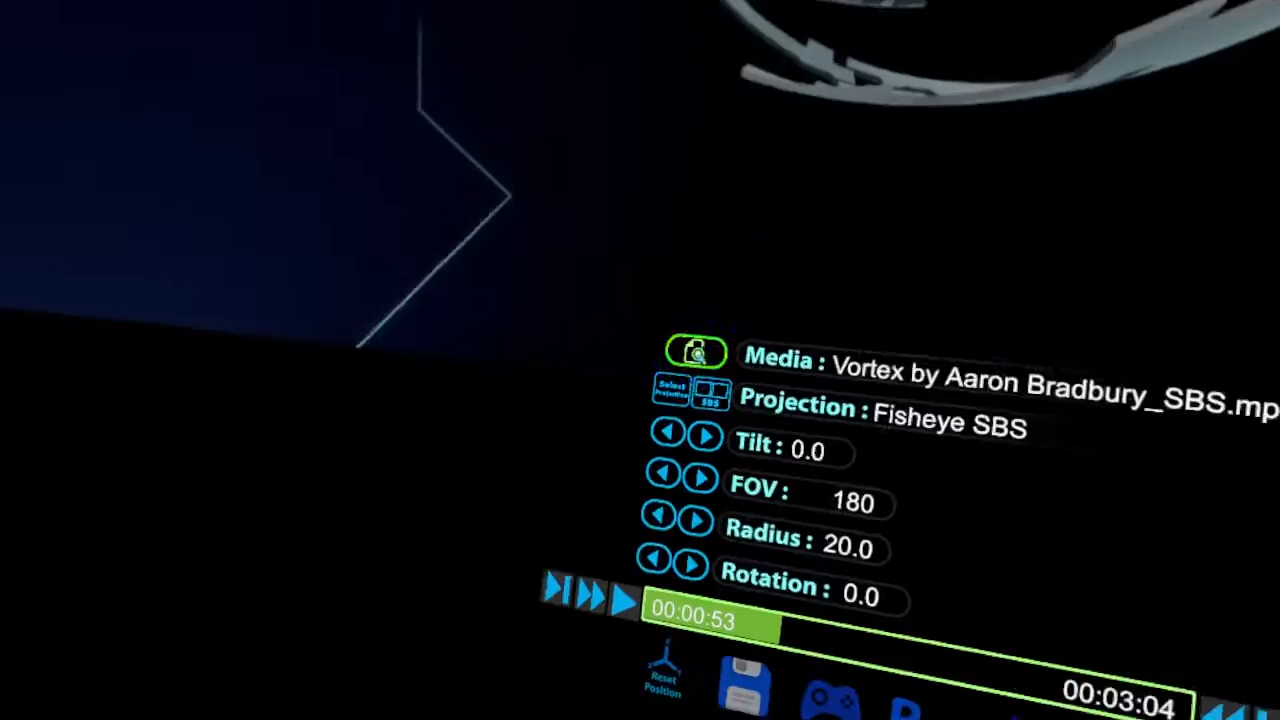 Media : Vortex by Aaron Bradbury_SBS.mp
Select Projection
SBS
Projection : Fisheye SBS
Tilt : 0.0
FOV : 180
Radius : 20.0
Rotation : 0.0
00:00:53
00:03:04
Reset
Position